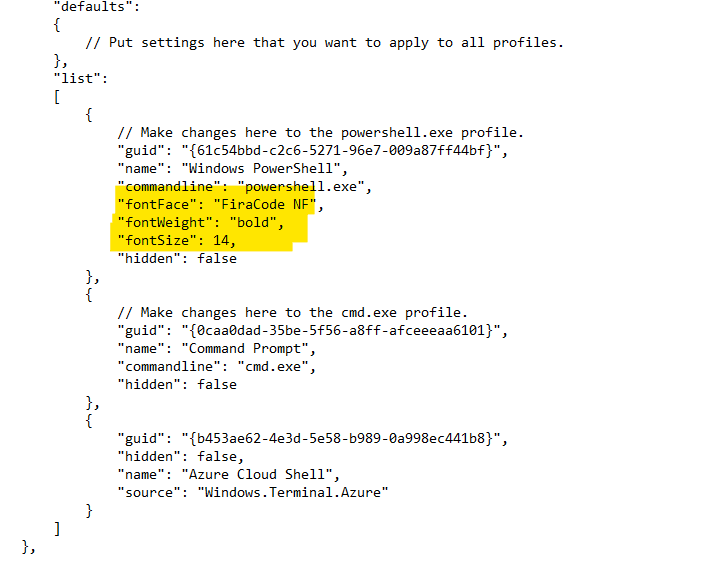 "defaults":
{
// Put settings here that you want to apply to all profiles.
},
"list":
[
{
// Make changes here to the powershell.exe profile.
"guid": "{61c54bbd-c2c6-5271-96e7-009a87ff44bf}",
"name": "Windows PowerShell",
"commandline": "powershell.exe",
"fontFace": "FiraCode NF",
"fontWeight": "bold",
"fontSize": 14,
"hidden": false
},
{
// Make changes here to the cmd.exe profile.
"guid": "{0caa0dad-35be-5f56-a8ff-afceeeaa6101}",
"name": "Command Prompt",
"commandline": "cmd.exe",
"hidden": false
},
{
"guid": "{b453ae62-4e3d-5e58-b989-0a998ec441b8}",
"hidden": false,
"name": "Azure Cloud Shell",
"source": "Windows.Terminal.Azure"
}
]
},